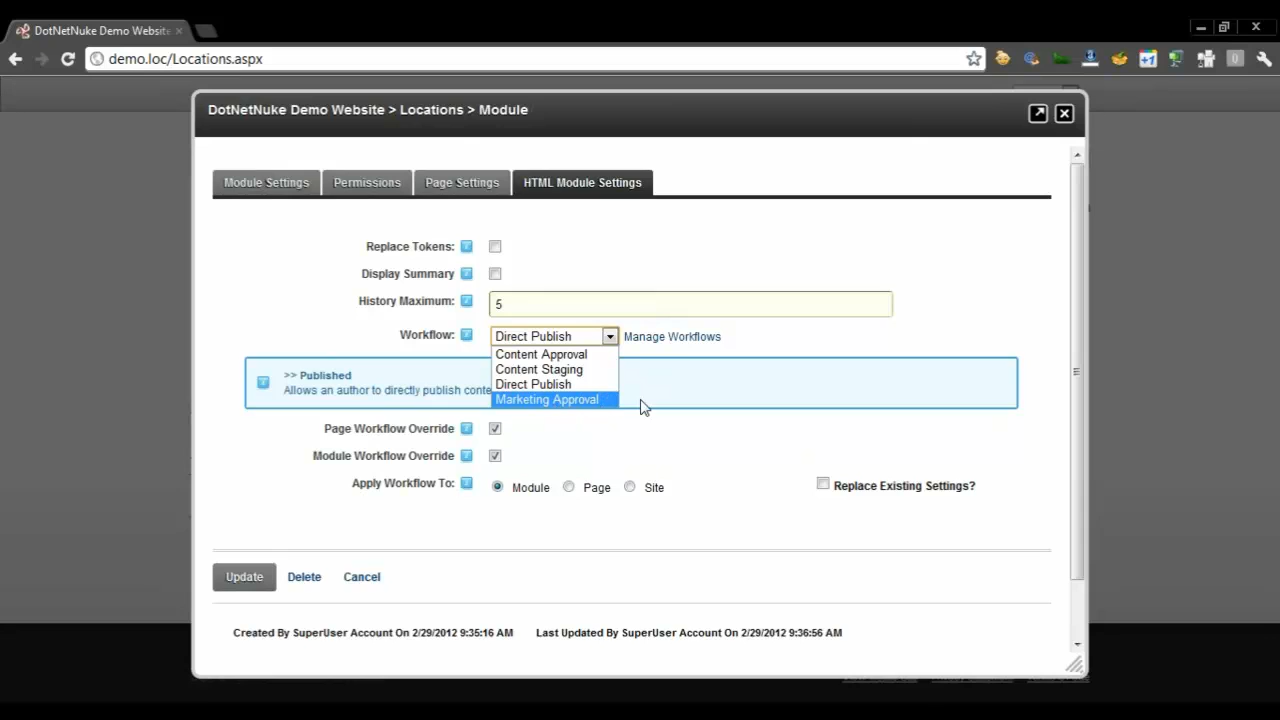 DotNetNuke Demo Website
demo.loc/Locations.aspx
+1
0
DotNetNuke Demo Website > Locations > Module
Module Settings
Permissions
Page Settings
HTML Module Settings
Replace Tokens:
Display Summary
History Maximum:
5
Workflow:
Direct Publish
Manage Workflows
Content Approval
Content Staging
Direct Publish
Marketing Approval
>> Published
Allows an author to directly publish conte
Page Workflow Override
Module Workflow Override
Apply Workflow To:
Module
Page
Site
Replace Existing Settings?
Update
Delete
Cancel
Created By SuperUser Account On 2/29/2012 9:35:16 AM
Last Updated By SuperUser Account On 2/29/2012 9:36:56 AM